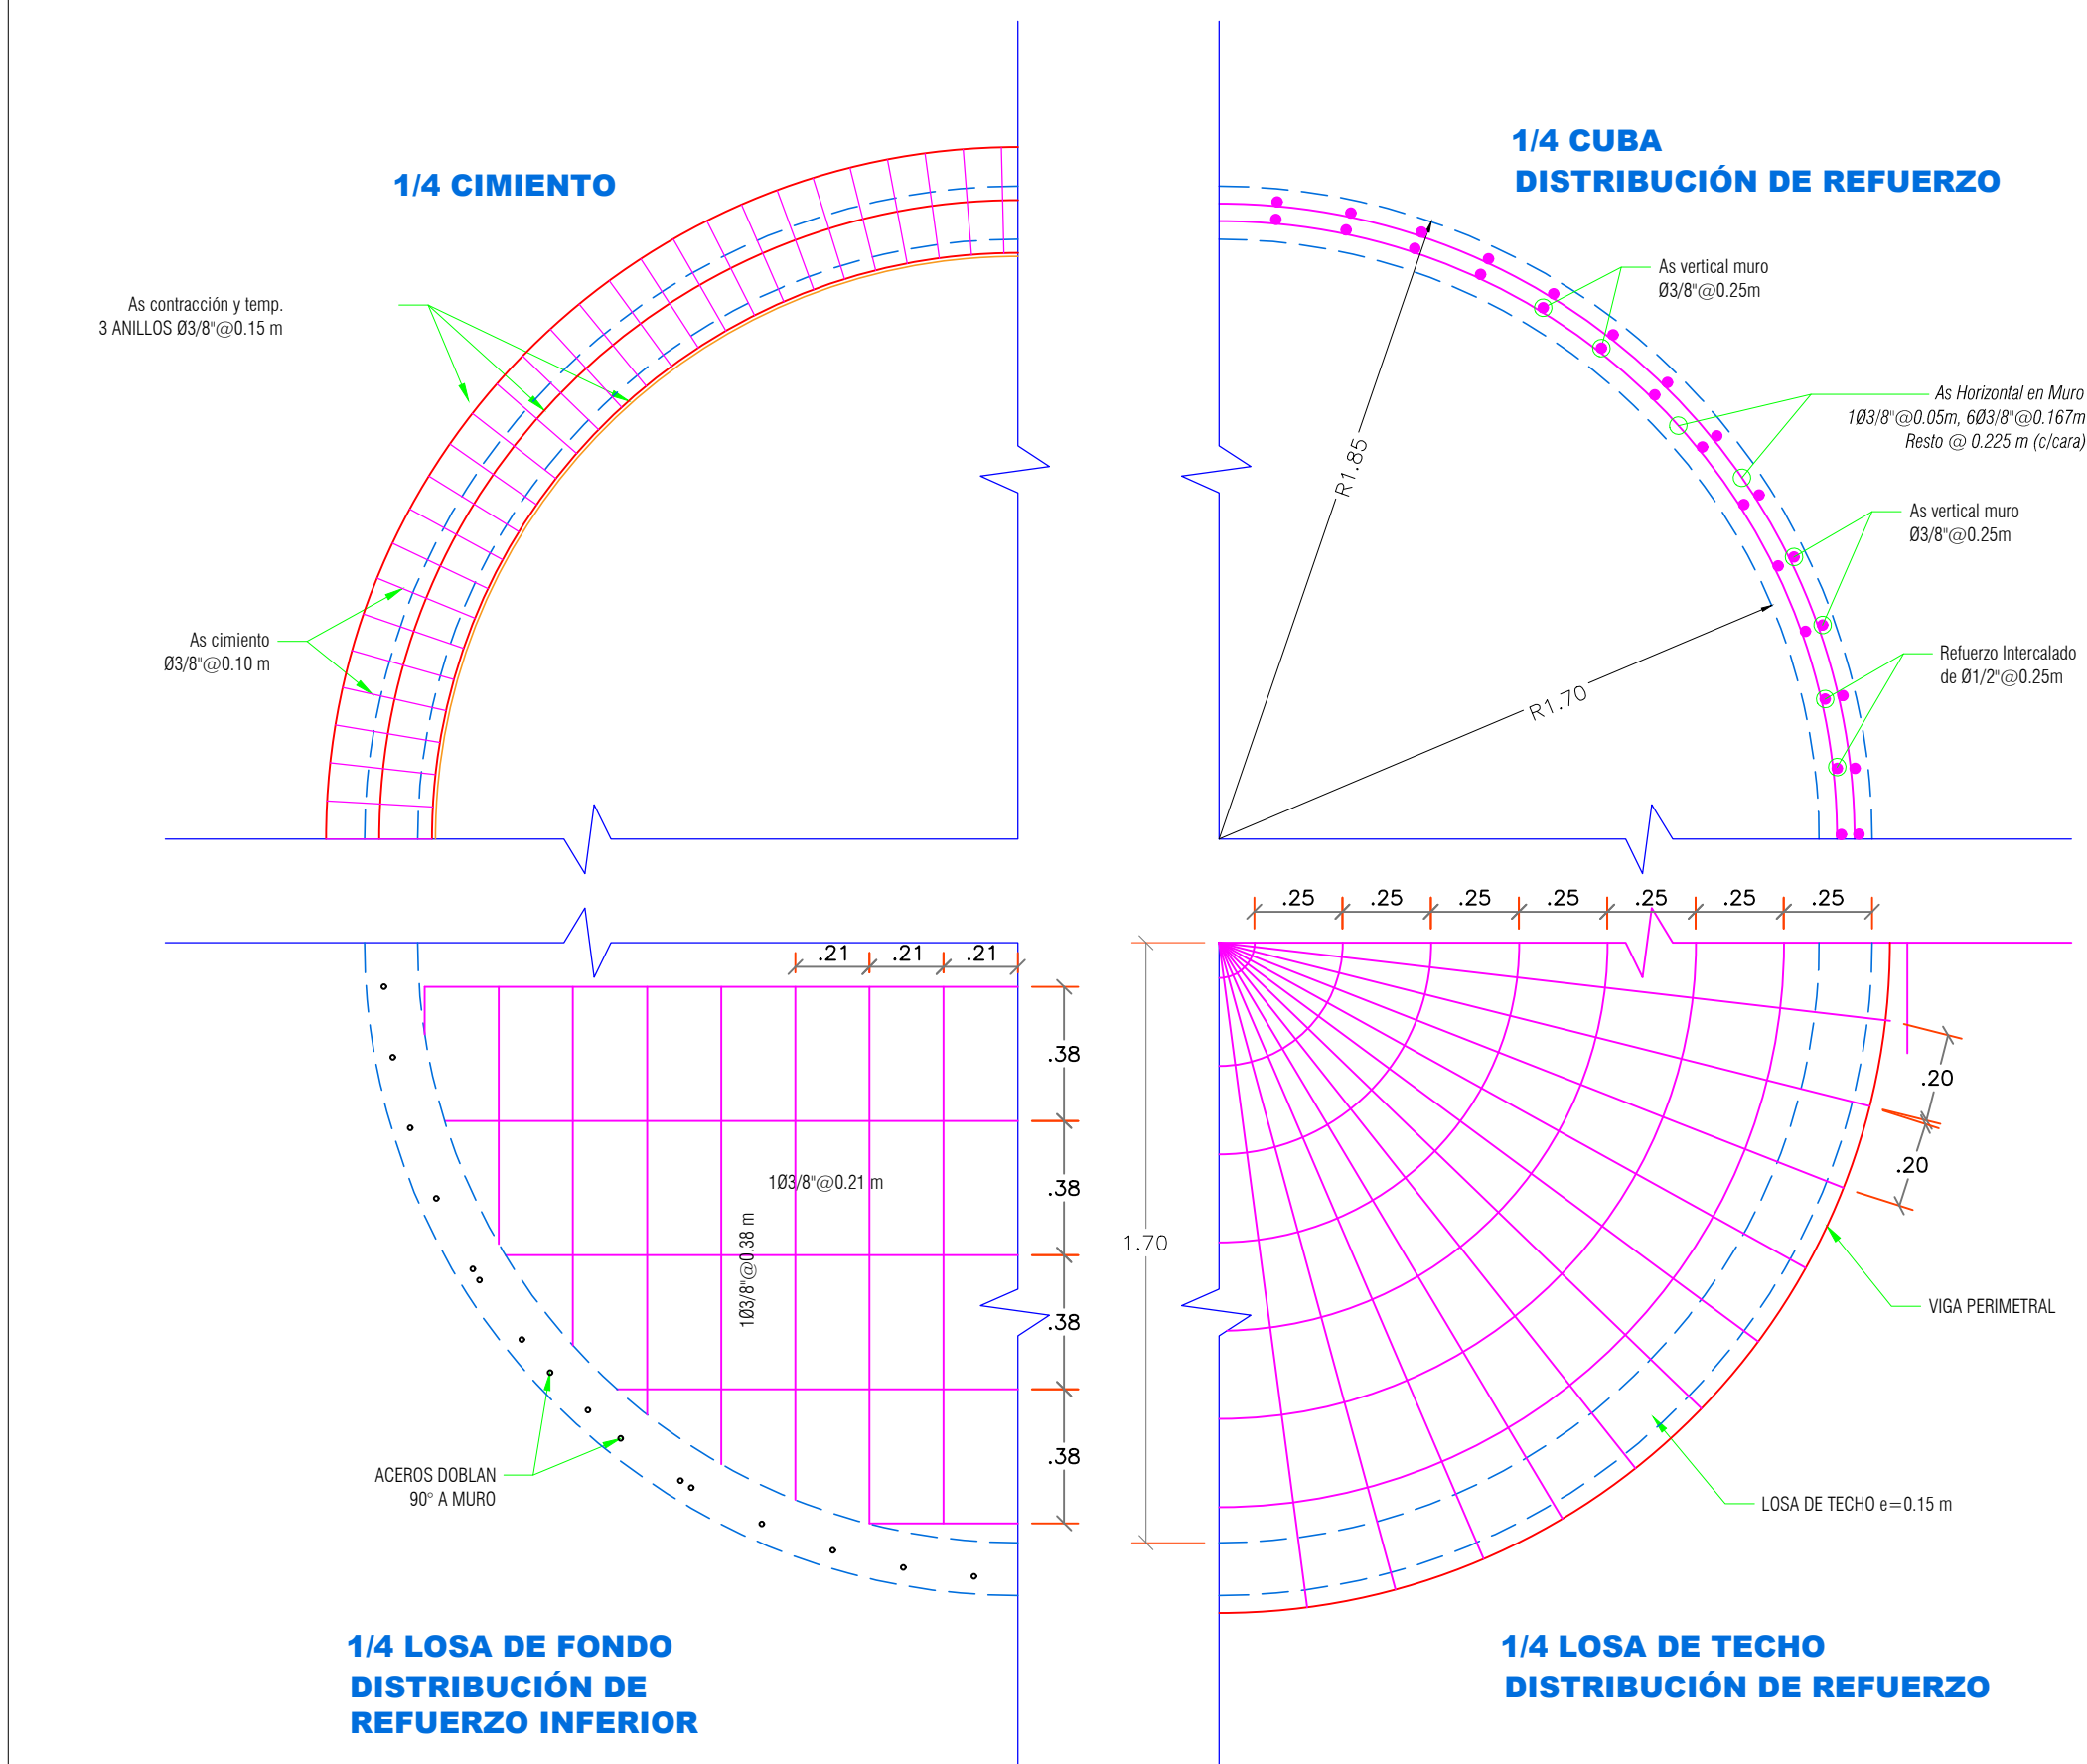 1/4 CIMIENTO
As contracción y temp.
3 ANILLOS Ø3/8"@0.15 m
As cimiento
Ø3/8"@0.10 m
1/4 CUBA
DISTRIBUCIÓN DE REFUERZO
As vertical muro
Ø3/8"@0.25m
As Horizontal en Muro
1Ø3/8"@0.05m, 6Ø3/8"@0.167m
Resto @ 0.225 m (c/cara)
As vertical muro
Ø3/8"@0.25m
Refuerzo Intercalado
de Ø1/2"@0.25m
R1.85
R1.70
.21 .21 .21
.38
.38
.38
.38
1Ø3/8"@0.21 m
1Ø3/8"@0.38 m
ACEROS DOBLAN
90° A MURO
1/4 LOSA DE FONDO
DISTRIBUCIÓN DE
REFUERZO INFERIOR
.25 .25 .25 .25 .25 .25 .25
1.70
.20
.20
VIGA PERIMETRAL
LOSA DE TECHO e=0.15 m
1/4 LOSA DE TECHO
DISTRIBUCIÓN DE REFUERZO